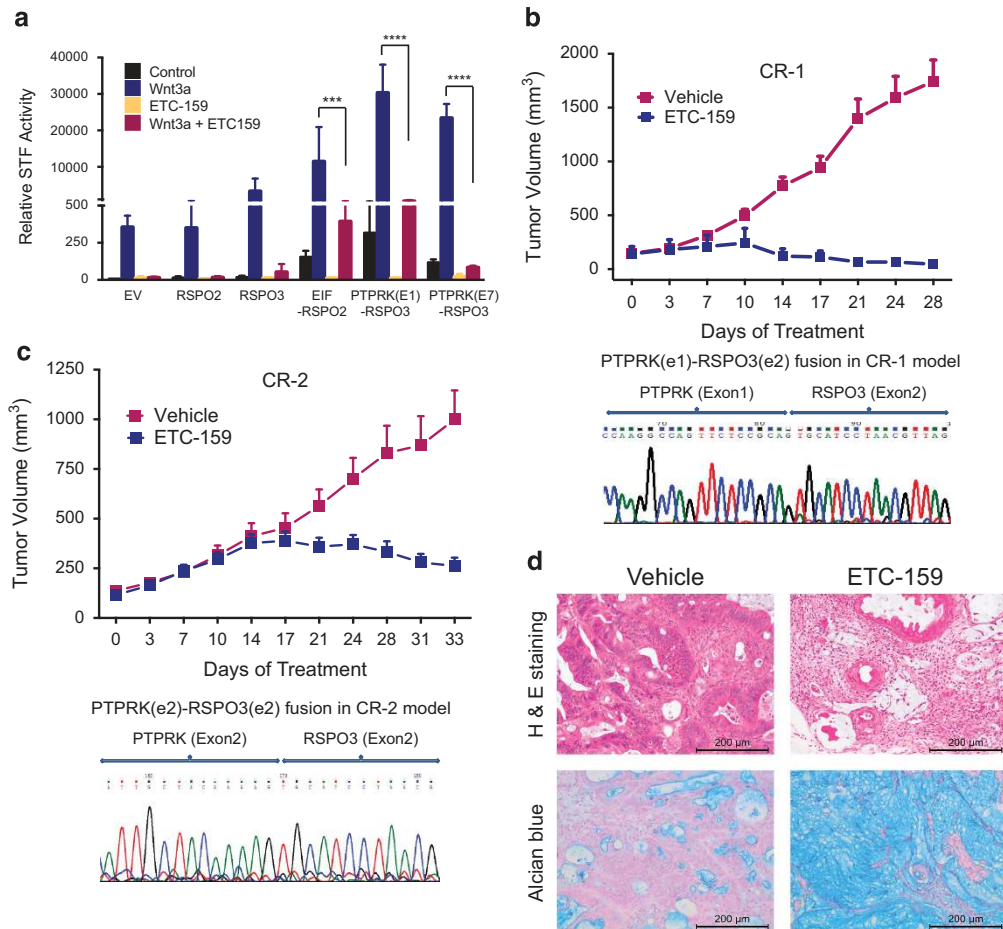 a
40000
30000
20000
10000
500
250
0
Relative STF Activity
Control
Wnt3a
ETC-159
Wnt3a + ETC159
***
****
****
EV
RSPO2
RSPO3
EIF
-RSPO2
PTPRK(E1)
-RSPO3
PTPRK(E7)
-RSPO3
b
CR-1
2000
1500
1000
500
0
Tumor Volume (mm³)
Vehicle
ETC-159
0 3 7 10 14 17 21 24 28
Days of Treatment
PTPRK(e1)-RSPO3(e2) fusion in CR-1 model
PTPRK (Exon1) RSPO3 (Exon2)
70 80 90
CCAAGGCCAGTTCTCCGCAGTGCATCCTAACGTTAG
c
CR-2
1250
1000
750
500
250
0
Tumor Volume (mm³)
Vehicle
ETC-159
0 3 7 10 14 17 21 24 28 31 33
Days of Treatment
PTPRK(e2)-RSPO3(e2) fusion in CR-2 model
PTPRK (Exon2) RSPO3 (Exon2)
d
Vehicle ETC-159
H & E staining
200 µm 200 µm
Alcian blue
200 µm 200 µm